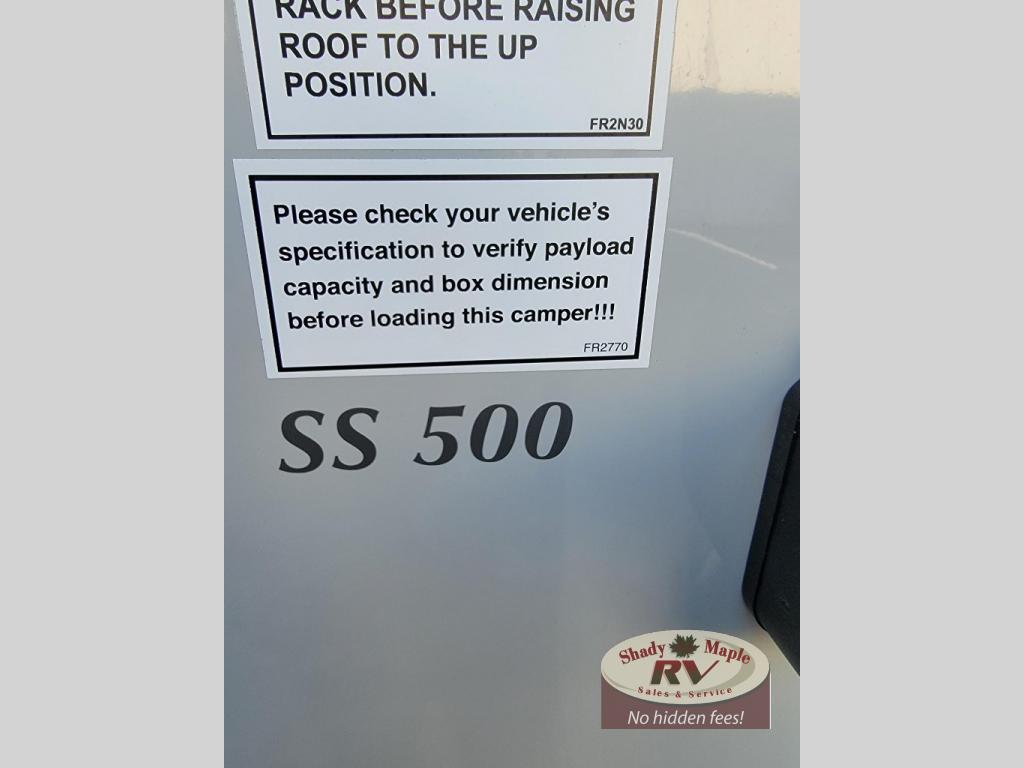 RACK BEFORE RAISING
ROOF TO THE UP
POSITION.
FR2N30
Please check your vehicle's
specification to verify payload
capacity and box dimension
before loading this camper!!!
FR2770
SS 500
Shady Maple
RV
Sales & Service
No hidden fees!